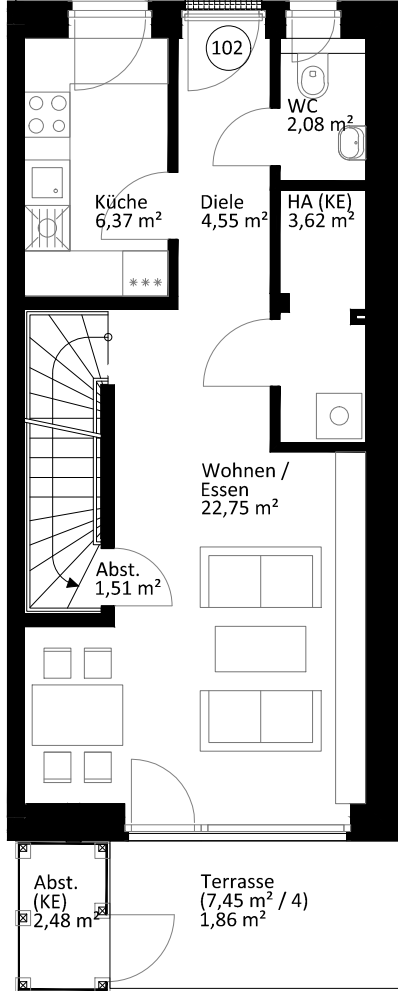 102
WC
2,08 m²
Küche
6,37 m²
Diele
4,55 m²
HA (KE)
3,62 m²
Wohnen /
Essen
22,75 m²
Abst.
1,51 m²
Abst.
(KE)
2,48 m²
Terrasse
(7,45 m² / 4)
1,86 m²